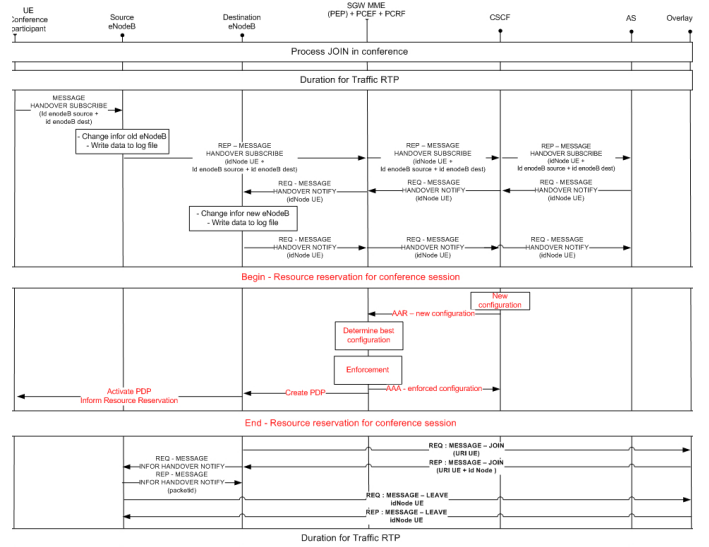 UE
Conference
participant
Source
eNodeB
Destination
eNodeB
SGW MME
(PEP) + PCEF + PCRF
CSCF
AS
Overlay
Process JOIN in conference
Duration for Traffic RTP
MESSAGE
HANDOVER SUBSCRIBE
(Id enodeB source +
id enodeB dest)
- Change infor old eNodeB
- Write data to log file
REP – MESSAGE
HANDOVER SUBSCRIBE
(idNode UE +
Id enodeB source + id enodeB dest)
REP – MESSAGE
HANDOVER SUBSCRIBE
(idNode UE +
Id enodeB source + id enodeB dest)
REP – MESSAGE
HANDOVER SUBSCRIBE
(idNode UE +
Id enodeB source + id enodeB dest)
REQ - MESSAGE
HANDOVER NOTIFY
(idNode UE)
REQ - MESSAGE
HANDOVER NOTIFY
(idNode UE)
REQ - MESSAGE
HANDOVER NOTIFY
(idNode UE)
- Change infor new eNodeB
- Write data to log file
REQ - MESSAGE
HANDOVER NOTIFY
(idNode UE)
REQ - MESSAGE
HANDOVER NOTIFY
(idNode UE)
REQ - MESSAGE
HANDOVER NOTIFY
(idNode UE)
Begin - Resource reservation for conference session
New
configuration
AAR – new configuration
Determine best
configuration
Enforcement
AAA - enforced configuration
Create PDP
Activate PDP
Inform Resource Reservation
End - Resource reservation for conference session
REQ : MESSAGE – JOIN
(URI UE)
REQ - MESSAGE
INFOR HANDOVER NOTIFY
REP : MESSAGE – JOIN
(URI UE + Id Node )
REP - MESSAGE
INFOR HANDOVER NOTIFY
(packetId)
REQ : MESSAGE – LEAVE
idNode UE
REP : MESSAGE – LEAVE
idNode UE
Duration for Traffic RTP